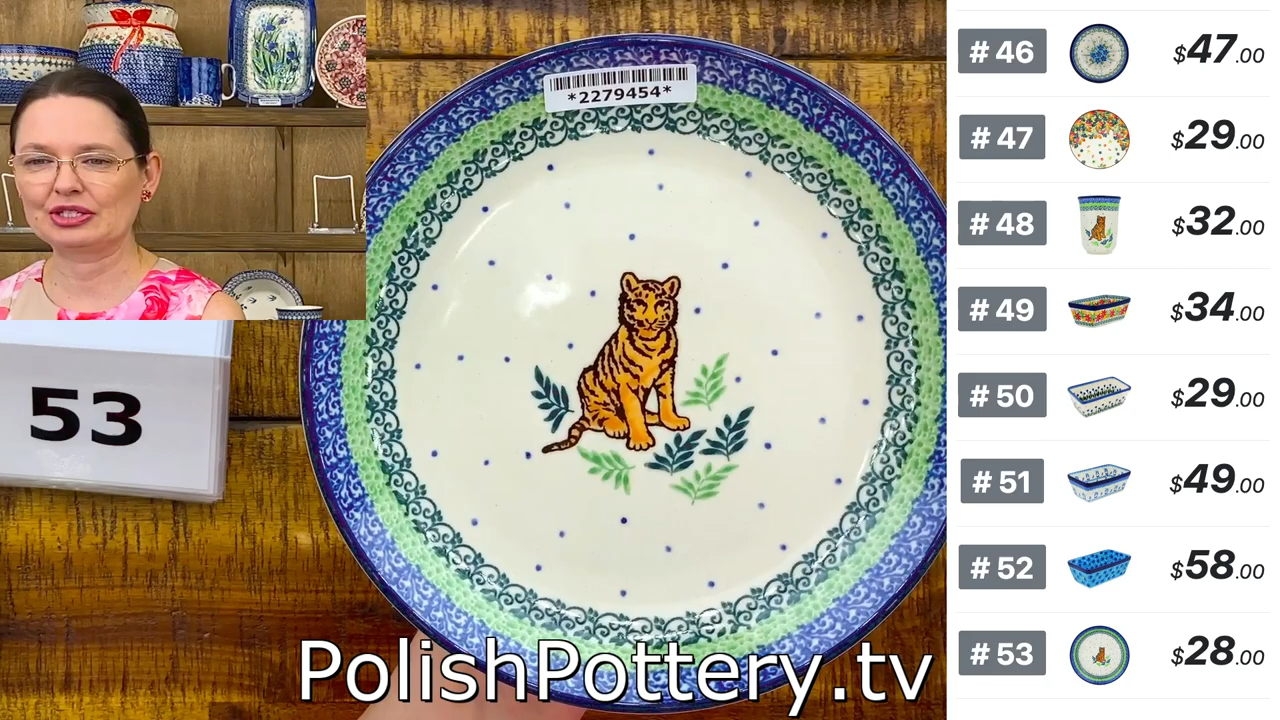 *2279454*
53
PolishPottery.tv
# 46 $47.00
# 47 $29.00
# 48 $32.00
# 49 $34.00
# 50 $29.00
# 51 $49.00
# 52 $58.00
# 53 $28.00